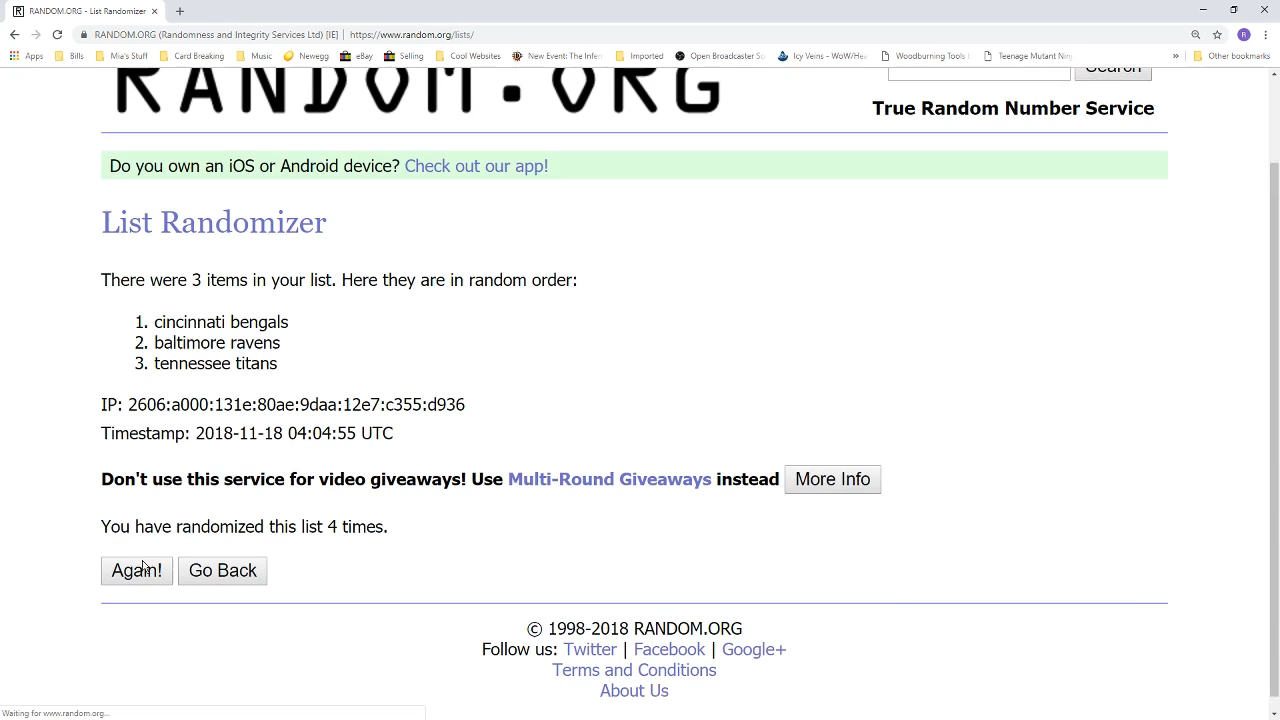 RANDOM.ORG - List Randomizer
RANDOM.ORG (Randomness and Integrity Services Ltd) [IE] | https://www.random.org/lists/
Apps Bills Mia's Stuff Card Breaking Music Newegg eBay Selling Cool Websites New Event: The Infer Imported Open Broadcaster So Icy Veins - WoW/Hea Woodburning Tools Teenage Mutant Ninj » Other bookmarks
RANDOM.ORG
Search
True Random Number Service
Do you own an iOS or Android device? Check out our app!
List Randomizer
There were 3 items in your list. Here they are in random order:
1. cincinnati bengals
2. baltimore ravens
3. tennessee titans
IP: 2606:a000:131e:80ae:9daa:12e7:c355:d936
Timestamp: 2018-11-18 04:04:55 UTC
Don't use this service for video giveaways! Use Multi-Round Giveaways instead More Info
You have randomized this list 4 times.
Again! Go Back
© 1998-2018 RANDOM.ORG
Follow us: Twitter | Facebook | Google+
Terms and Conditions
About Us
Waiting for www.random.org...